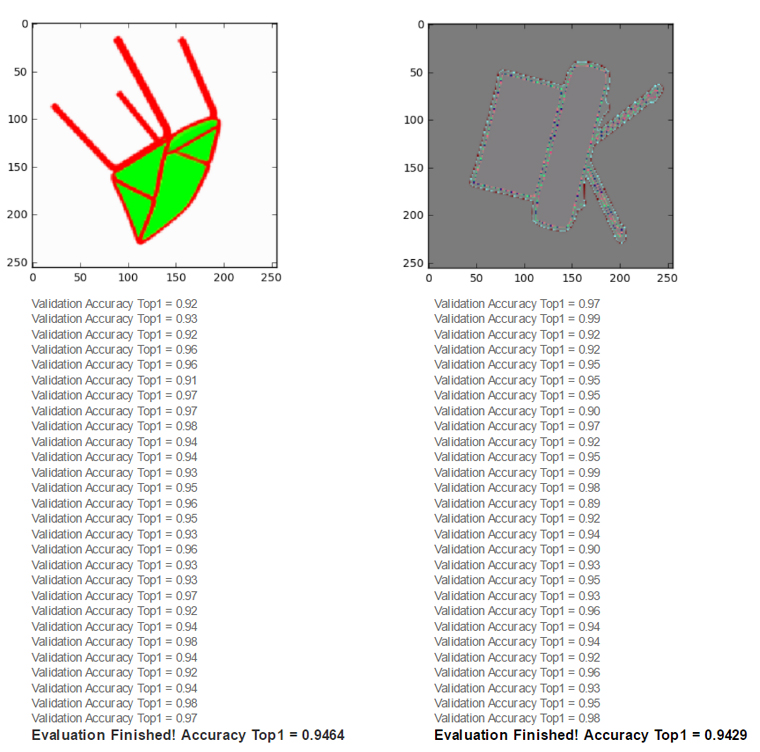 0
50
100
150
200
250
0 50 100 150 200 250
Validation Accuracy Top1 = 0.92
Validation Accuracy Top1 = 0.93
Validation Accuracy Top1 = 0.92
Validation Accuracy Top1 = 0.96
Validation Accuracy Top1 = 0.96
Validation Accuracy Top1 = 0.91
Validation Accuracy Top1 = 0.97
Validation Accuracy Top1 = 0.97
Validation Accuracy Top1 = 0.98
Validation Accuracy Top1 = 0.94
Validation Accuracy Top1 = 0.94
Validation Accuracy Top1 = 0.93
Validation Accuracy Top1 = 0.95
Validation Accuracy Top1 = 0.96
Validation Accuracy Top1 = 0.95
Validation Accuracy Top1 = 0.93
Validation Accuracy Top1 = 0.96
Validation Accuracy Top1 = 0.93
Validation Accuracy Top1 = 0.93
Validation Accuracy Top1 = 0.97
Validation Accuracy Top1 = 0.92
Validation Accuracy Top1 = 0.94
Validation Accuracy Top1 = 0.98
Validation Accuracy Top1 = 0.94
Validation Accuracy Top1 = 0.92
Validation Accuracy Top1 = 0.94
Validation Accuracy Top1 = 0.98
Validation Accuracy Top1 = 0.97
Evaluation Finished! Accuracy Top1 = 0.9464
0
50
100
150
200
250
0 50 100 150 200 250
Validation Accuracy Top1 = 0.97
Validation Accuracy Top1 = 0.99
Validation Accuracy Top1 = 0.92
Validation Accuracy Top1 = 0.92
Validation Accuracy Top1 = 0.95
Validation Accuracy Top1 = 0.95
Validation Accuracy Top1 = 0.95
Validation Accuracy Top1 = 0.90
Validation Accuracy Top1 = 0.97
Validation Accuracy Top1 = 0.92
Validation Accuracy Top1 = 0.95
Validation Accuracy Top1 = 0.99
Validation Accuracy Top1 = 0.98
Validation Accuracy Top1 = 0.89
Validation Accuracy Top1 = 0.92
Validation Accuracy Top1 = 0.94
Validation Accuracy Top1 = 0.90
Validation Accuracy Top1 = 0.93
Validation Accuracy Top1 = 0.95
Validation Accuracy Top1 = 0.93
Validation Accuracy Top1 = 0.96
Validation Accuracy Top1 = 0.94
Validation Accuracy Top1 = 0.94
Validation Accuracy Top1 = 0.92
Validation Accuracy Top1 = 0.96
Validation Accuracy Top1 = 0.93
Validation Accuracy Top1 = 0.95
Validation Accuracy Top1 = 0.98
Evaluation Finished! Accuracy Top1 = 0.9429